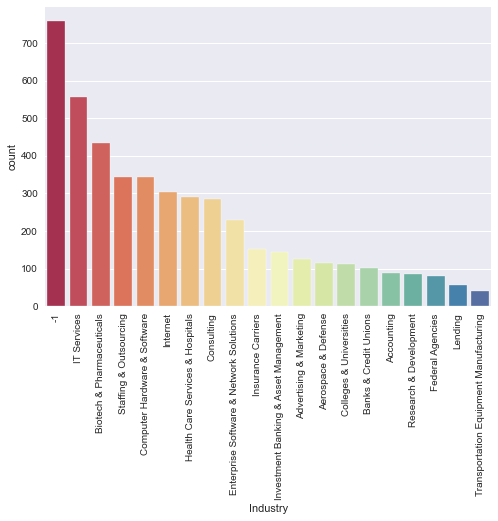 700
600
500
400
300
200
100
0
count
-1
IT Services
Biotech & Pharmaceuticals
Staffing & Outsourcing
Computer Hardware & Software
Internet
Health Care Services & Hospitals
Consulting
Enterprise Software & Network Solutions
Insurance Carriers
Investment Banking & Asset Management
Advertising & Marketing
Aerospace & Defense
Colleges & Universities
Banks & Credit Unions
Accounting
Research & Development
Federal Agencies
Lending
Transportation Equipment Manufacturing
Industry